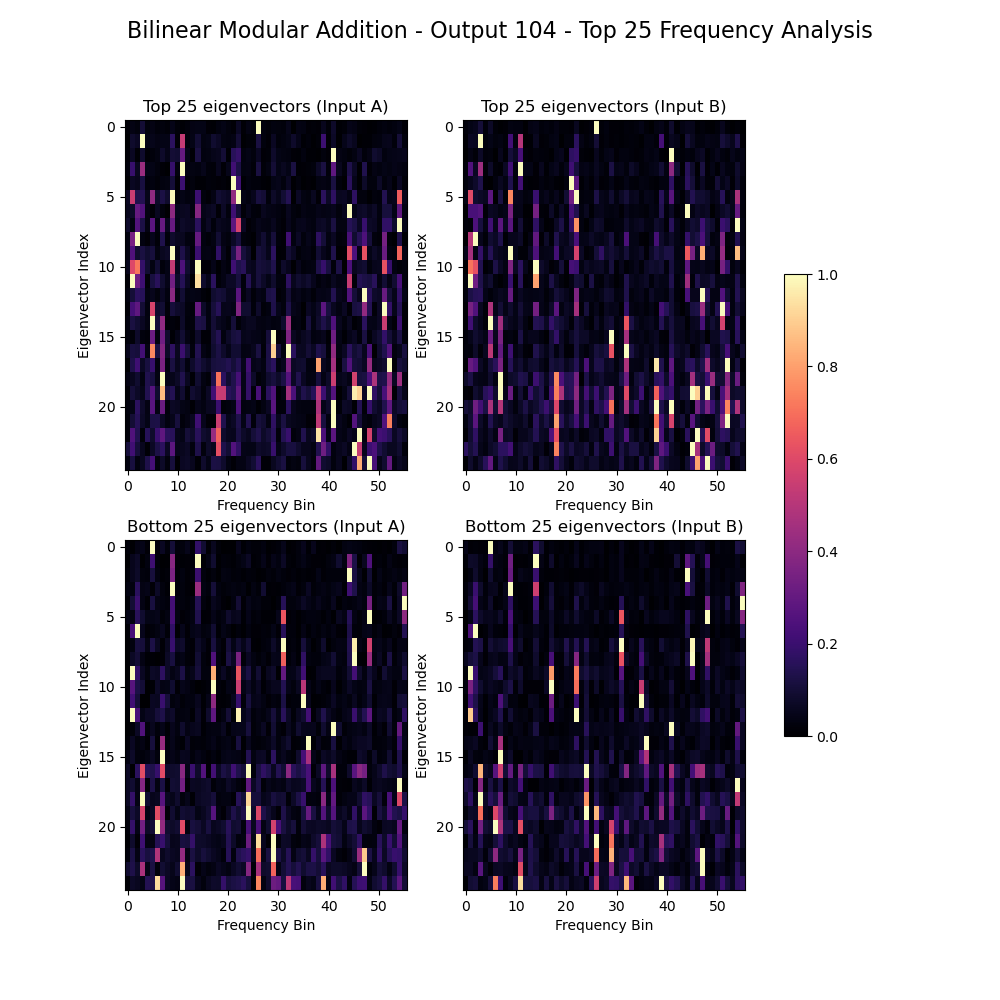 Bilinear Modular Addition - Output 104 - Top 25 Frequency Analysis
Top 25 eigenvectors (Input A)
Top 25 eigenvectors (Input B)
Eigenvector Index
0
5
10
15
20
0 10 20 30 40 50
Frequency Bin
Eigenvector Index
0
5
10
15
20
0 10 20 30 40 50
Frequency Bin
1.0
0.8
0.6
0.4
0.2
0.0
Bottom 25 eigenvectors (Input A)
Bottom 25 eigenvectors (Input B)
Eigenvector Index
0
5
10
15
20
0 10 20 30 40 50
Frequency Bin
Eigenvector Index
0
5
10
15
20
0 10 20 30 40 50
Frequency Bin